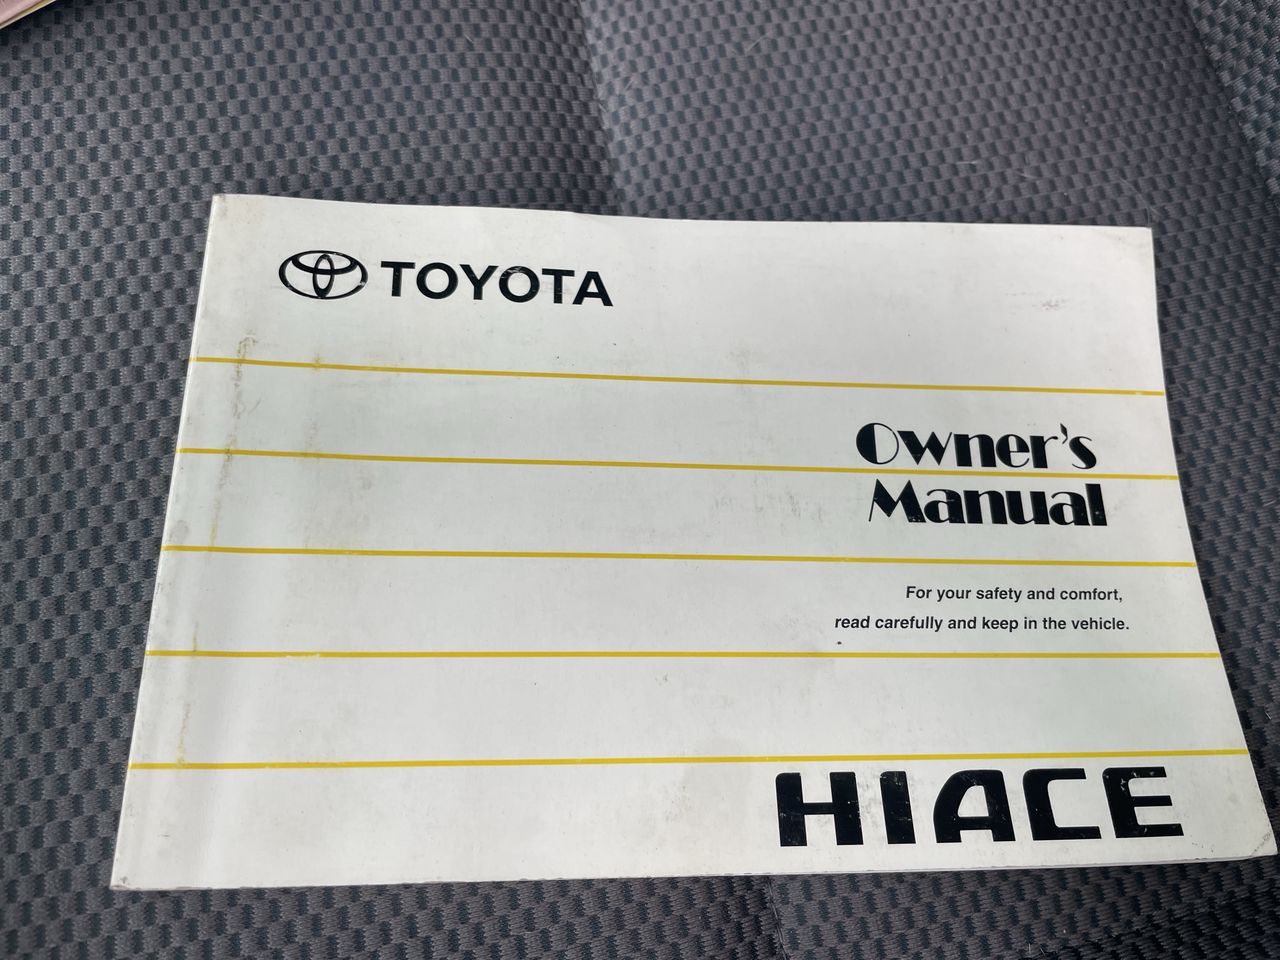 TOYOTA
Owner's
Manual
For your safety and comfort,
read carefully and keep in the vehicle.
HIACE